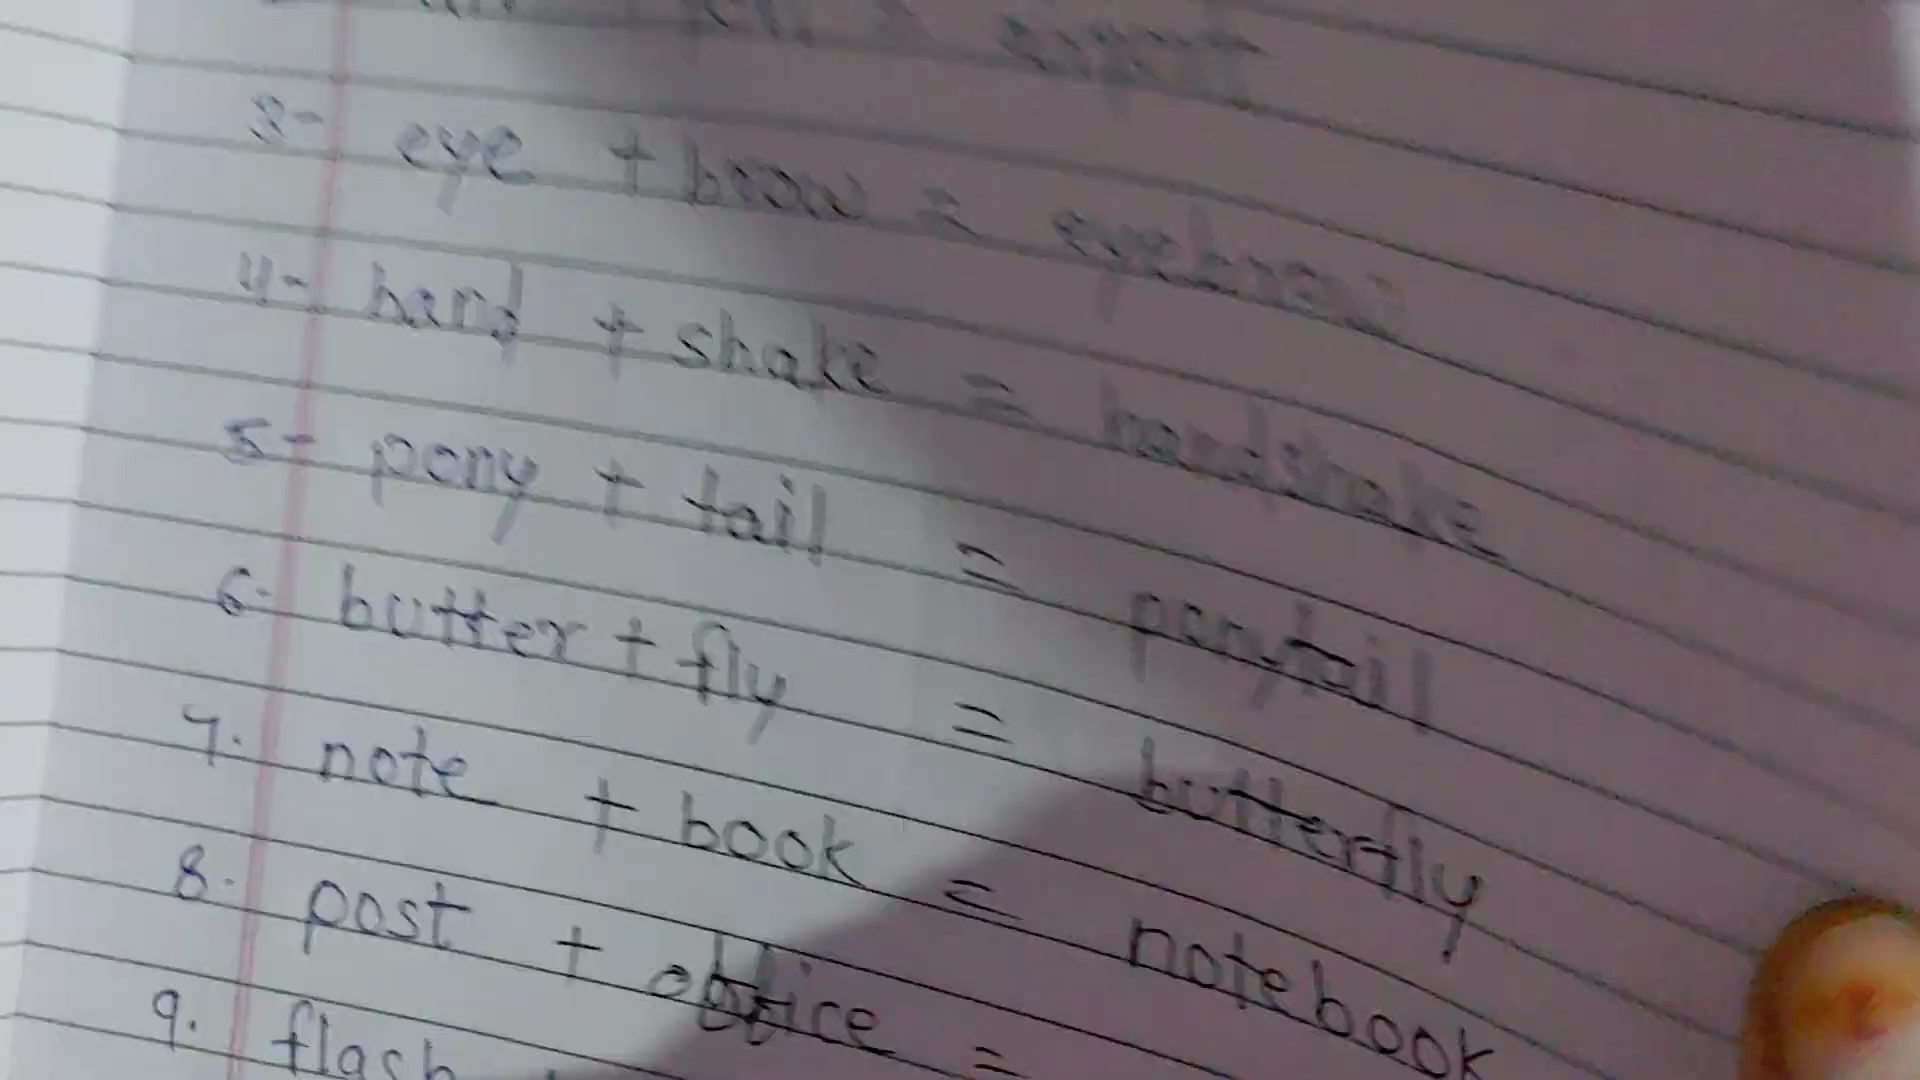 3- eye + brow = eyebrow
4- hand + shake = handshake
5- pony + tail = ponytail
6- butter + fly = butterfly
7. note + book = notebook
8. post + office =
9. flash